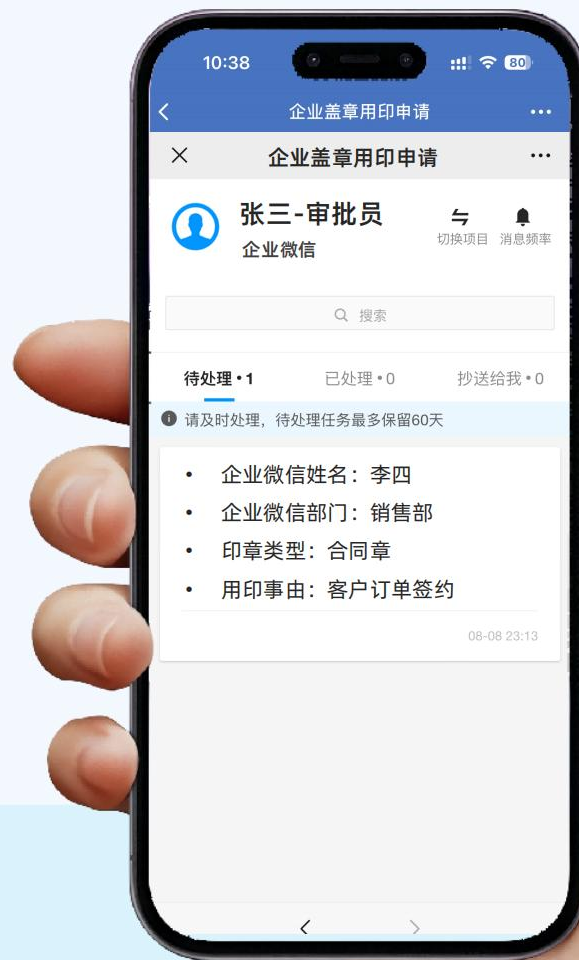 10:38
80
企业盖章用印申请
企业盖章用印申请
张三-审批员
企业微信
切换项目
消息频率
搜索
待处理•1
已处理•0
抄送给我•0
请及时处理，待处理任务最多保留60天
• 企业微信姓名：李四
• 企业微信部门：销售部
• 印章类型：合同章
• 用印事由：客户订单签约
08-08 23:13